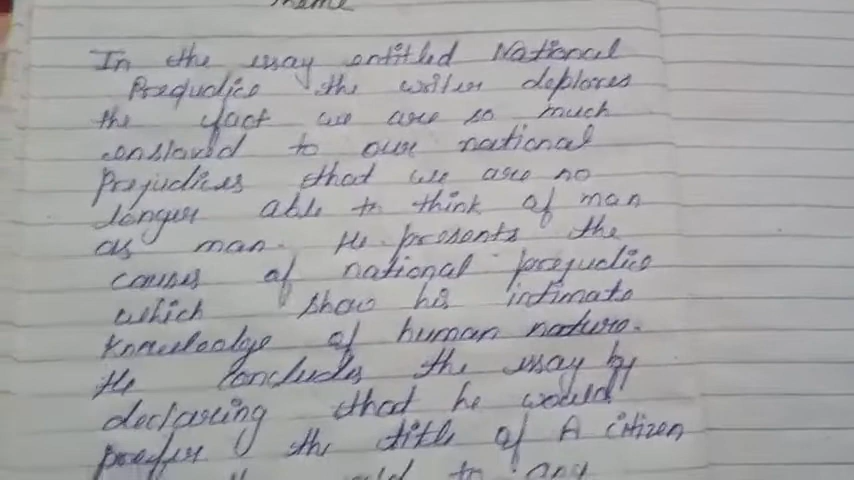 Theme
In the essay entitled National
Prejudice the writer deplores
the fact we are so much
enslaved to our national
Prejudices that we are no
longer able to think of man
as man. He presents the
causes of national prejudice
which show his intimate
Knowledge of human nature.
He Concludes the essay by
declaring that he would
prefer the title of A citizen
to any